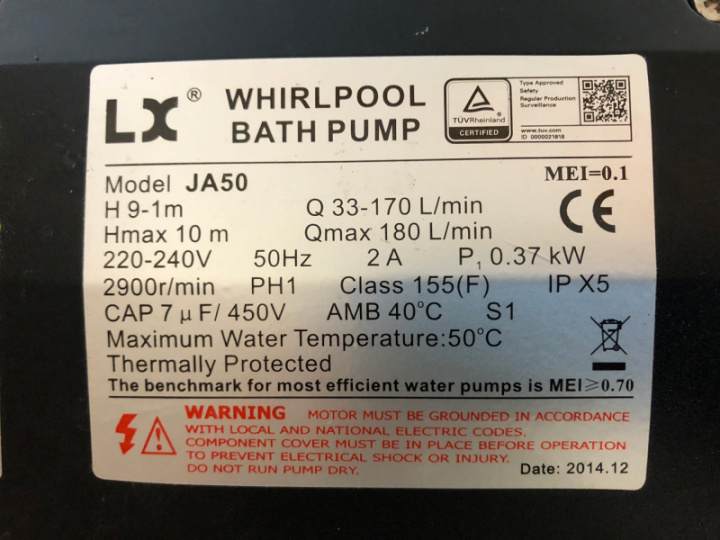 LX® WHIRLPOOL
BATH PUMP
TÜVRheinland
CERTIFIED
Type Approved
Safety
Regular Production
Surveillance
www.tuv.com
ID 0000021818
Model JA50
MEI=0.1
H 9-1m Q 33-170 L/min
CE
Hmax 10 m Qmax 180 L/min
220-240V 50Hz 2 A P₁ 0.37 kW
2900r/min PH1 Class 155(F) IP X5
CAP 7 μF/ 450V AMB 40°C S1
Maximum Water Temperature:50°C
Thermally Protected
The benchmark for most efficient water pumps is MEI≥0.70
WARNING MOTOR MUST BE GROUNDED IN ACCORDANCE
WITH LOCAL AND NATIONAL ELECTRIC CODES.
COMPONENT COVER MUST BE IN PLACE BEFORE OPERATION
TO PREVENT ELECTRICAL SHOCK OR INJURY.
DO NOT RUN PUMP DRY.
Date: 2014.12